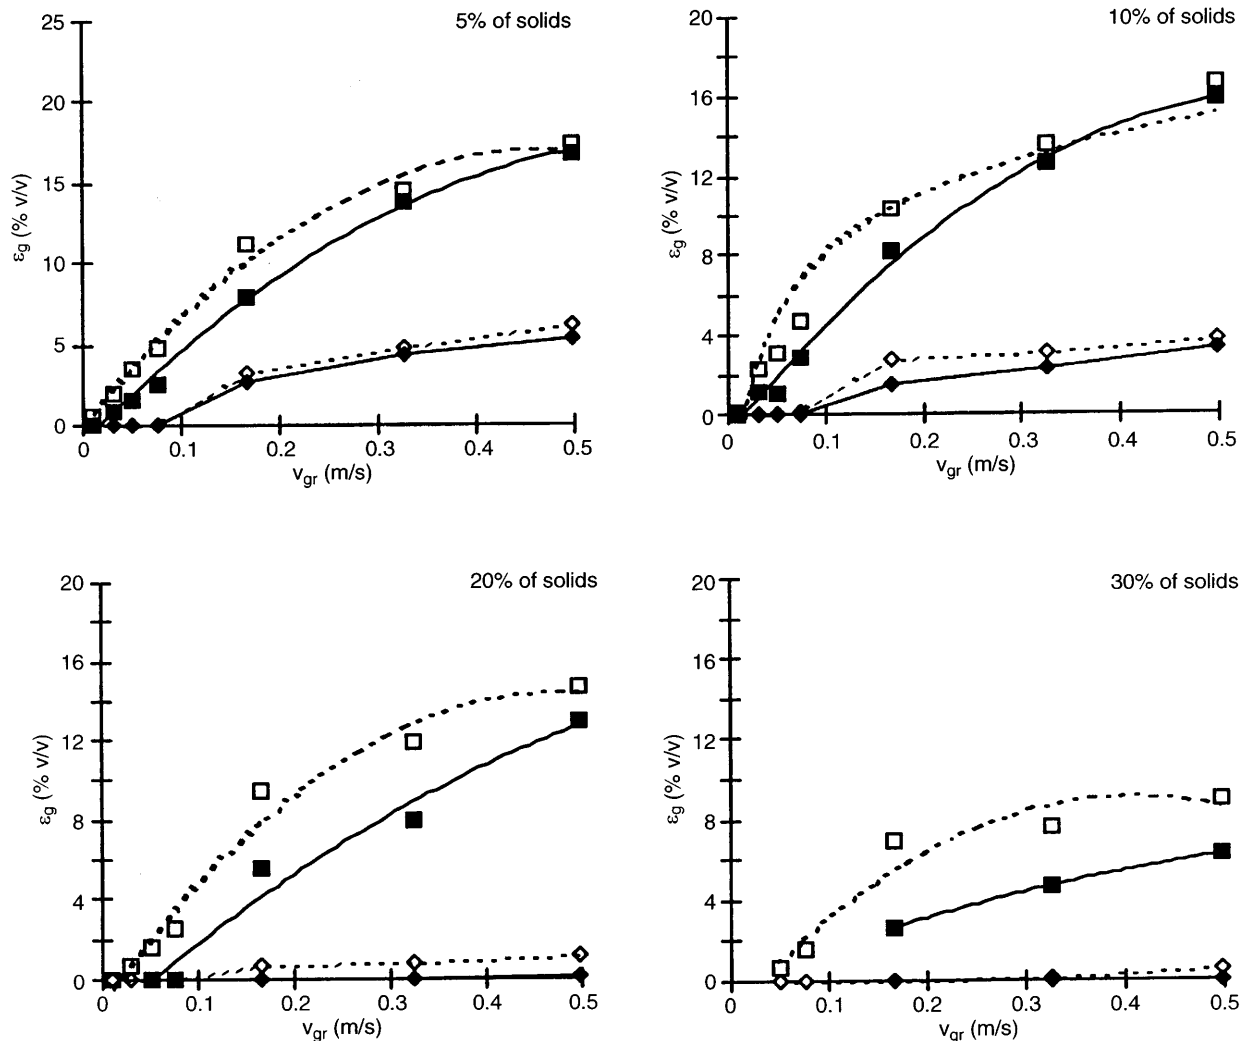 5% of solids
25
20
15
10
5
0
ε_g (% v/v)
0 0.1 0.2 0.3 0.4 0.5
v_gr (m/s)
10% of solids
20
16
12
8
4
0
ε_g (% v/v)
0 0.1 0.2 0.3 0.4 0.5
v_gr (m/s)
20% of solids
20
16
12
8
4
0
ε_g (% v/v)
0 0.1 0.2 0.3 0.4 0.5
v_gr (m/s)
30% of solids
20
16
12
8
4
0
ε_g (% v/v)
0 0.1 0.2 0.3 0.4 0.5
v_gr (m/s)